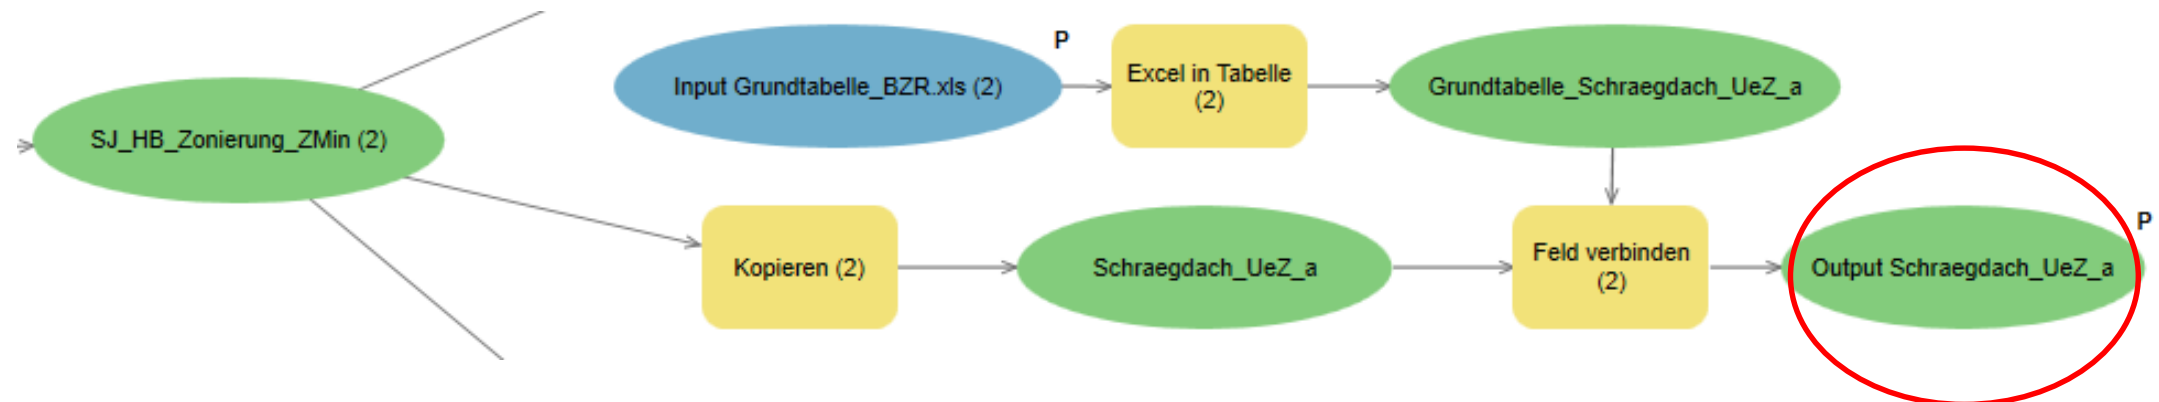 SJ_HB_Zonierung_ZMin (2)
Input Grundtabelle_BZR.xls (2)
P
Excel in Tabelle
(2)
Grundtabelle_Schraegdach_UeZ_a
Kopieren (2)
Schraegdach_UeZ_a
Feld verbinden
(2)
Output Schraegdach_UeZ_a
P